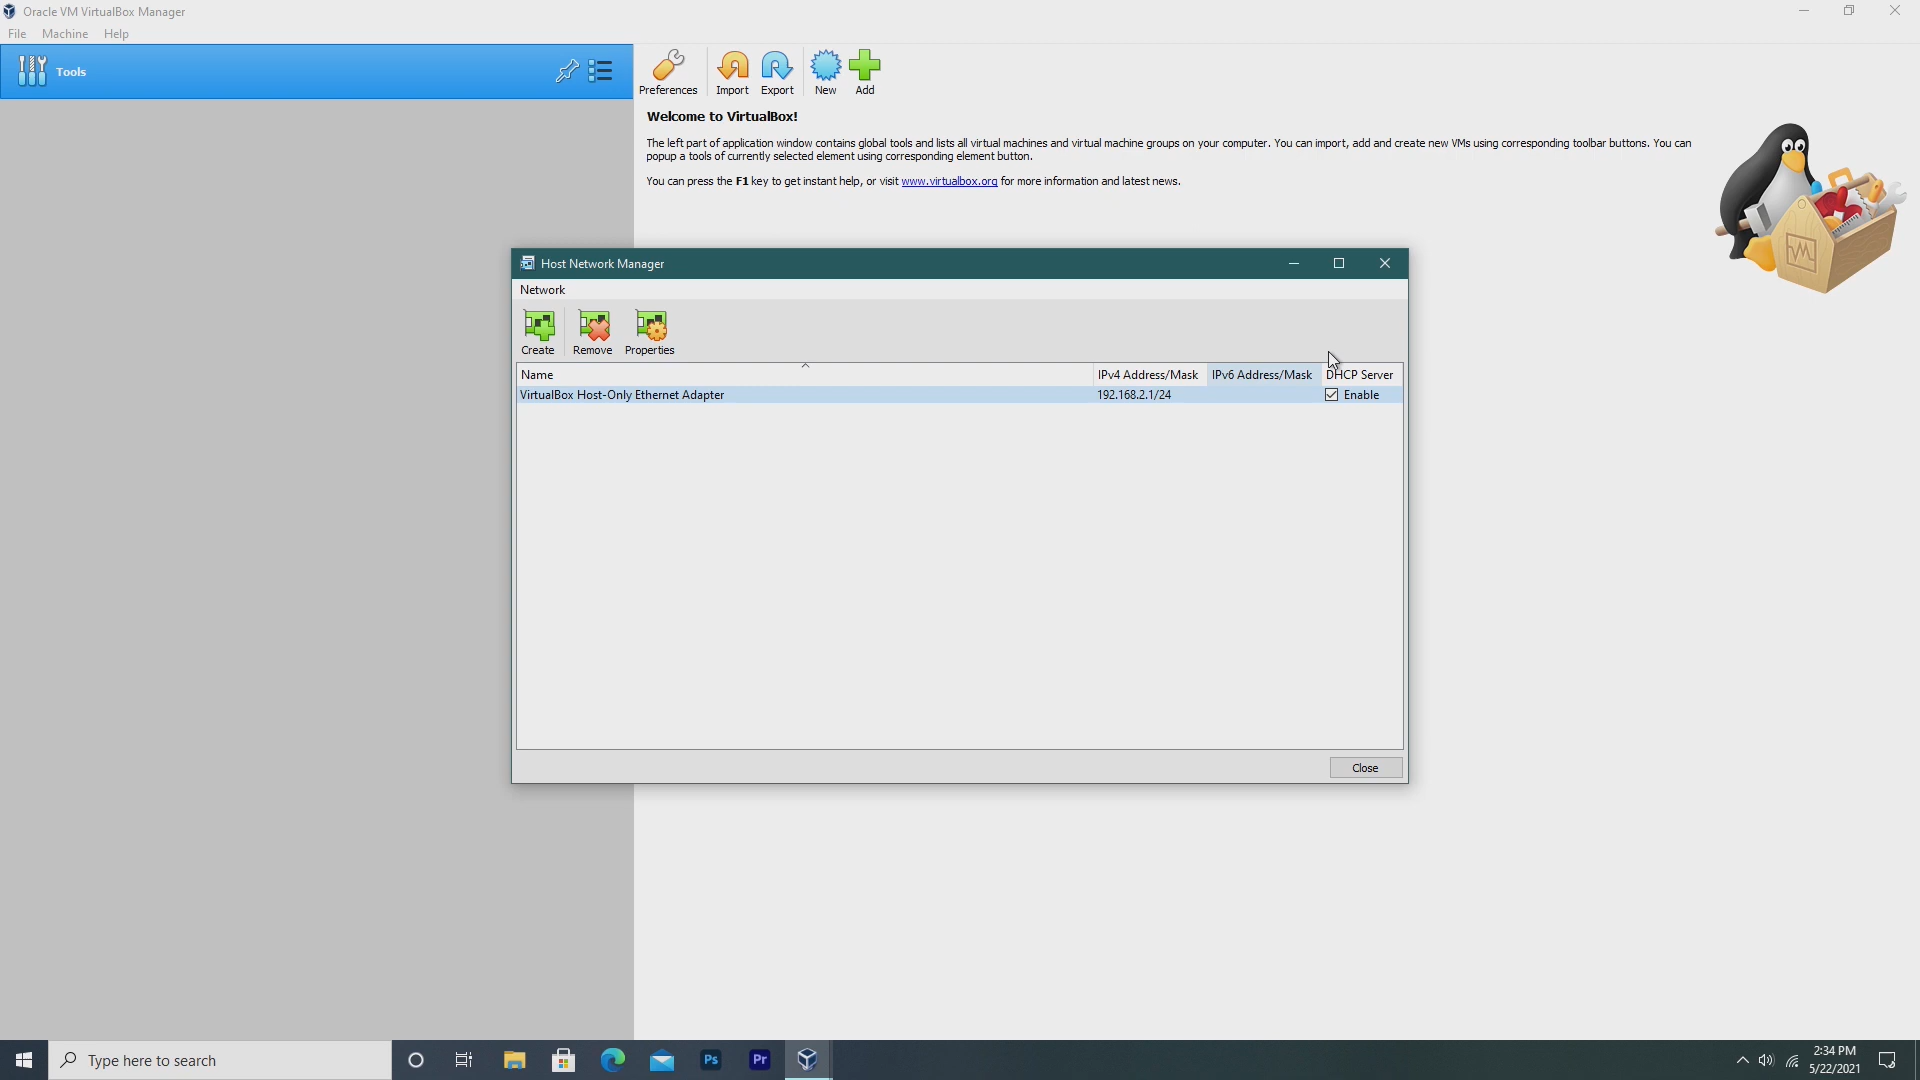 Oracle VM VirtualBox Manager
File Machine Help
Tools
Preferences Import Export New Add
Welcome to VirtualBox!
The left part of application window contains global tools and lists all virtual machines and virtual machine groups on your computer. You can import, add and create new VMs using corresponding toolbar buttons. You can
popup a tools of currently selected element using corresponding element button.
You can press the F1 key to get instant help, or visit www.virtualbox.org for more information and latest news.
Host Network Manager
Network
Create Remove Properties
Name IPv4 Address/Mask IPv6 Address/Mask DHCP Server
VirtualBox Host-Only Ethernet Adapter 192.168.2.1/24 Enable
Close
Type here to search
Ps Pr
2:34 PM
5/22/2021